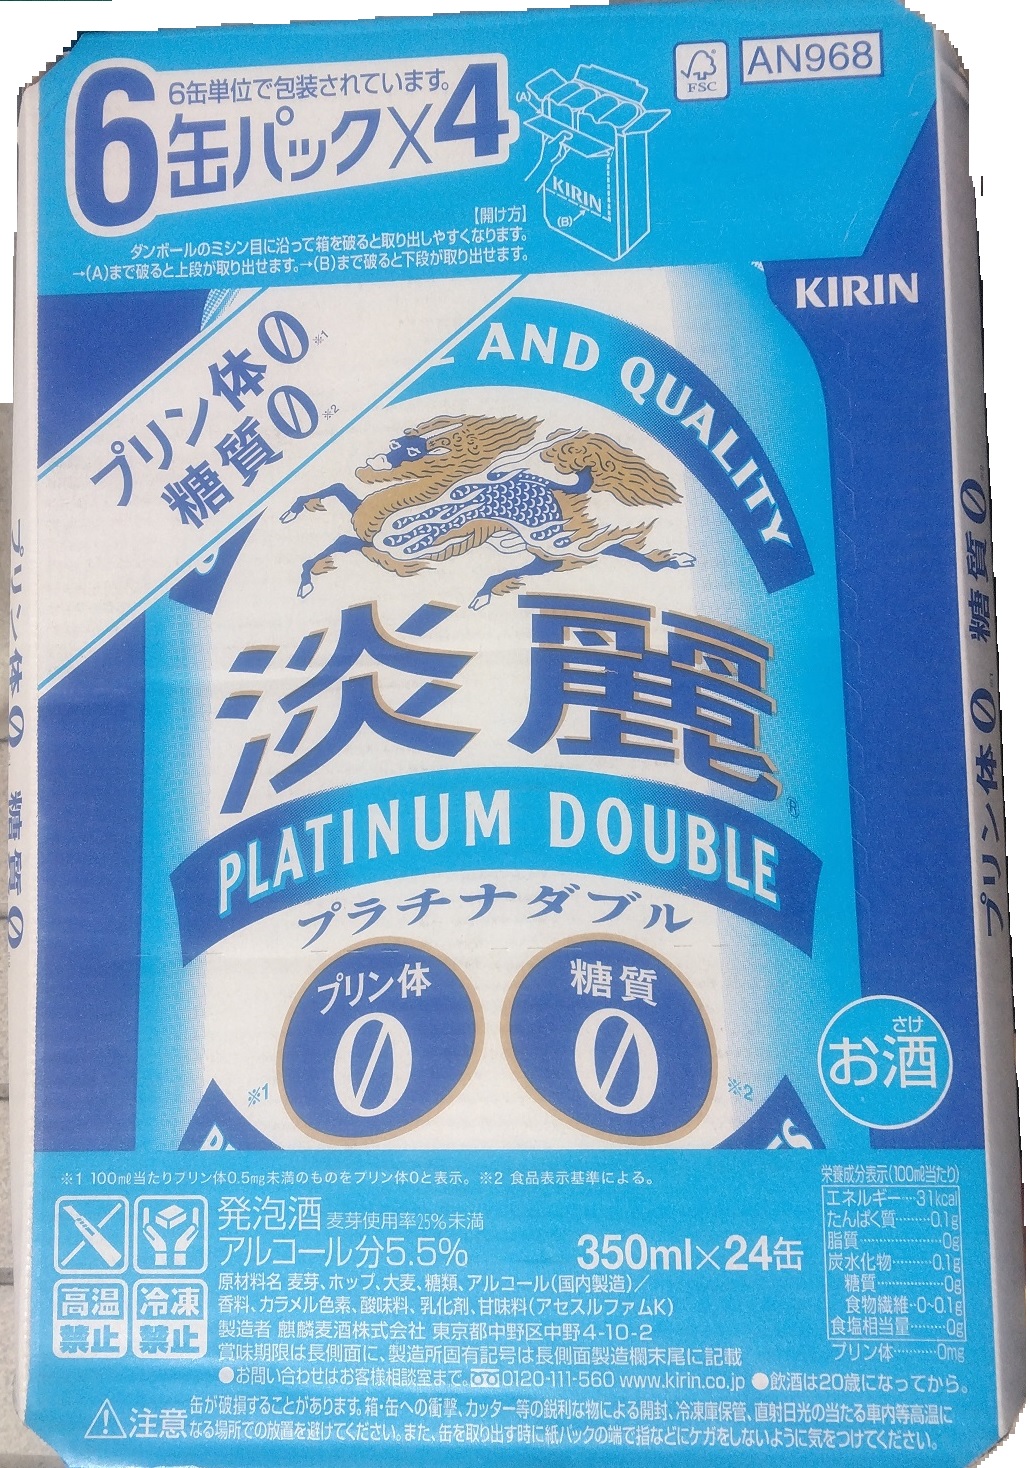 6缶単位で包装されています。
6缶パック×4
FSC
AN968
(A)
KIRIN
(B)
【開け方】
ダンボールのミシン目に沿って箱を破ると取り出しやすくなります。
→(A)まで破ると上段が取り出せます。→(B)まで破ると下段が取り出せます。
KIRIN
プリン体0※1
糖質0※2
AND QUALITY
淡麗®
PLATINUM DOUBLE
プラチナダブル
プリン体
0
※1
糖質
0
※2
さけ
お酒
プリン体0 糖質0
プリン体0 糖質0
※1 100㎖当たりプリン体0.5㎎未満のものをプリン体0と表示。※2 食品表示基準による。
発泡酒 麦芽使用率25%未満
アルコール分5.5%
350ml×24缶
高温禁止
冷凍禁止
原材料名 麦芽、ホップ、大麦、糖類、アルコール(国内製造)／
香料、カラメル色素、酸味料、乳化剤、甘味料(アセスルファムK)
製造者 麒麟麦酒株式会社 東京都中野区中野4-10-2
賞味期限は長側面に、製造所固有記号は長側面製造欄末尾に記載
●お問い合わせはお客様相談室まで。0120-111-560 www.kirin.co.jp ●飲酒は20歳になってから。
栄養成分表示(100㎖当たり)
エネルギー…31kcal
たんぱく質………0.1g
脂質………………0g
炭水化物…………0.1g
糖質………………0g
食物繊維…0~0.1g
食塩相当量………0g
プリン体…………0mg
注意
缶が破損することがあります。箱・缶への衝撃、カッター等の鋭利な物による開封、冷凍庫保管、直射日光の当たる車内等高温に
なる場所での放置を避けてください。また、缶を取り出す時に紙パックの端で指などにケガをしないように気をつけてください。